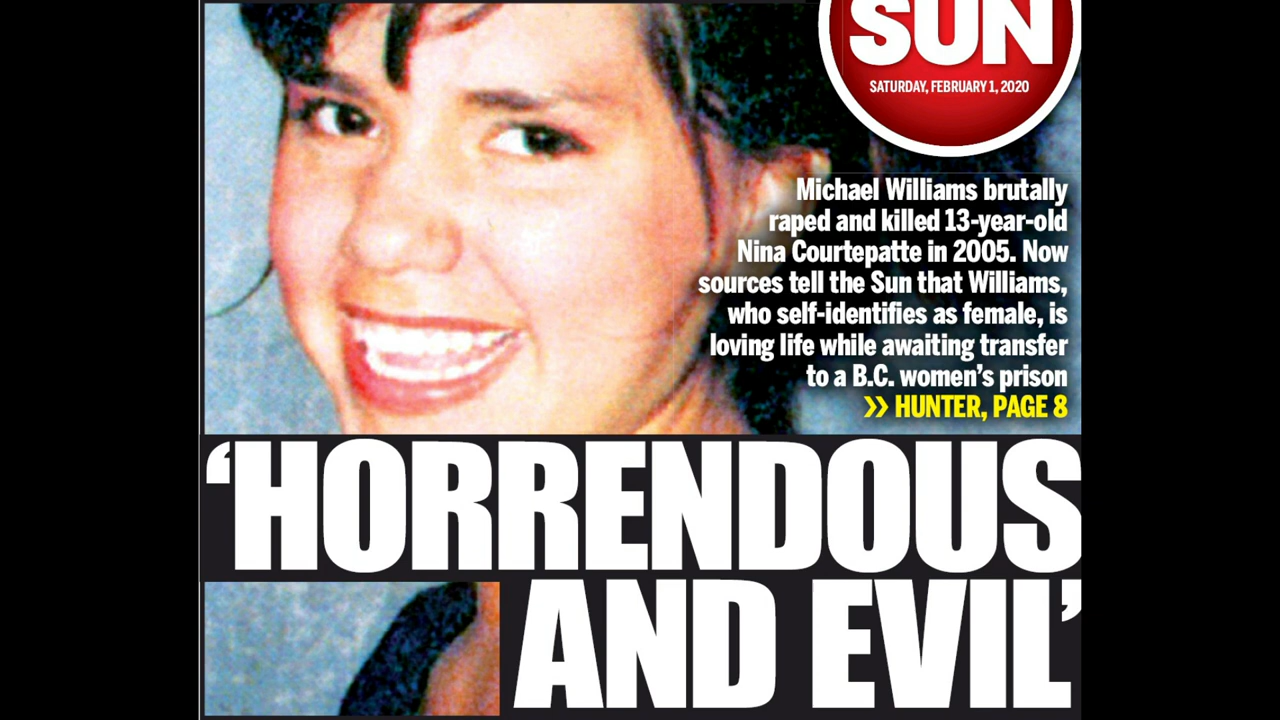 SUN
SATURDAY, FEBRUARY 1, 2020
Michael Williams brutally
raped and killed 13-year-old
Nina Courtepatte in 2005. Now
sources tell the Sun that Williams,
who self-identifies as female, is
loving life while awaiting transfer
to a B.C. women's prison
>> HUNTER, PAGE 8
'HORRENDOUS
AND EVIL'